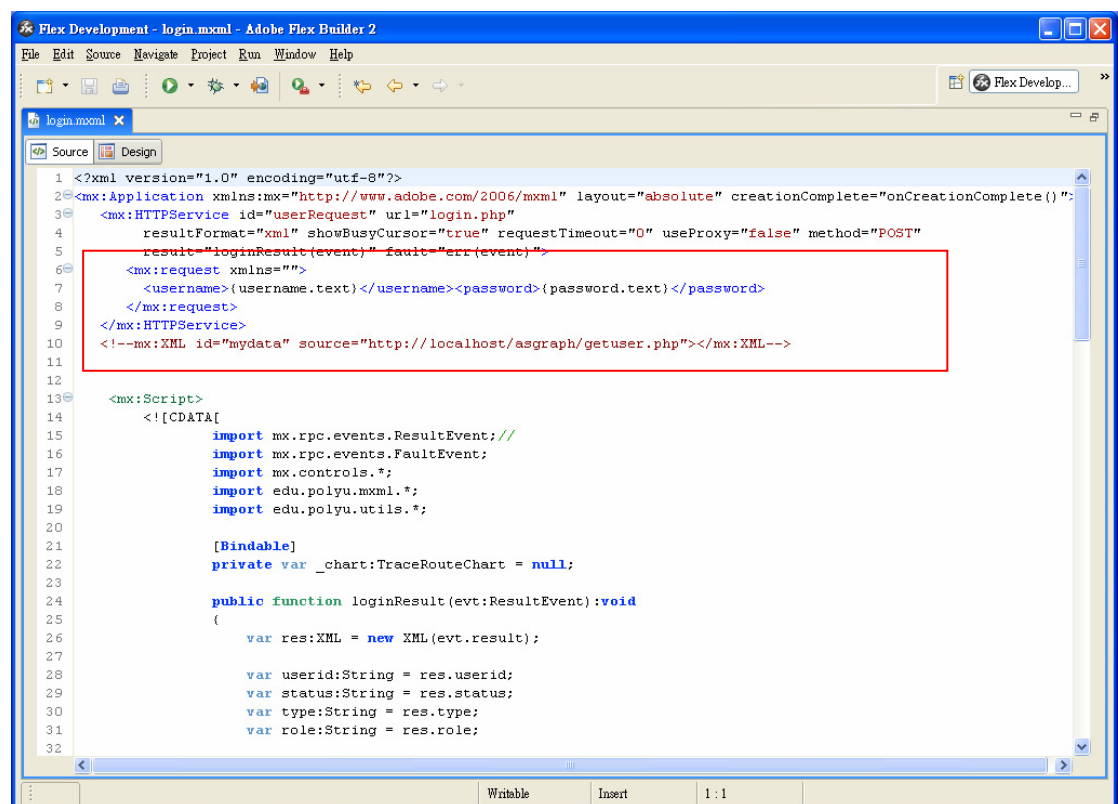 Flex Development - login.mxml - Adobe Flex Builder 2
File Edit Source Navigate Project Run Window Help
Flex Develop...
»
login.mxml
Source Design
1 <?xml version="1.0" encoding="utf-8"?>
2 <mx:Application xmlns:mx="http://www.adobe.com/2006/mxml" layout="absolute" creationComplete="onCreationComplete()";
3 <mx:HTTPService id="userRequest" url="login.php"
4 resultFormat="xml" showBusyCursor="true" requestTimeout="0" useProxy="false" method="POST"
5 result="loginResult(event)" fault="err(event)">
6 <mx:request xmlns="">
7 <username>{username.text}</username><password>{password.text}</password>
8 </mx:request>
9 </mx:HTTPService>
10 <!--mx:XML id="mydata" source="http://localhost/asgraph/getuser.php"></mx:XML-->
11
12
13 <mx:Script>
14 <![CDATA[
15 import mx.rpc.events.ResultEvent;//
16 import mx.rpc.events.FaultEvent;
17 import mx.controls.*;
18 import edu.polyu.mxml.*;
19 import edu.polyu.utils.*;
20
21 [Bindable]
22 private var _chart:TraceRouteChart = null;
23
24 public function loginResult(evt:ResultEvent):void
25 {
26 var res:XML = new XML(evt.result);
27
28 var userid:String = res.userid;
29 var status:String = res.status;
30 var type:String = res.type;
31 var role:String = res.role;
32
Writable Insert 1 : 1